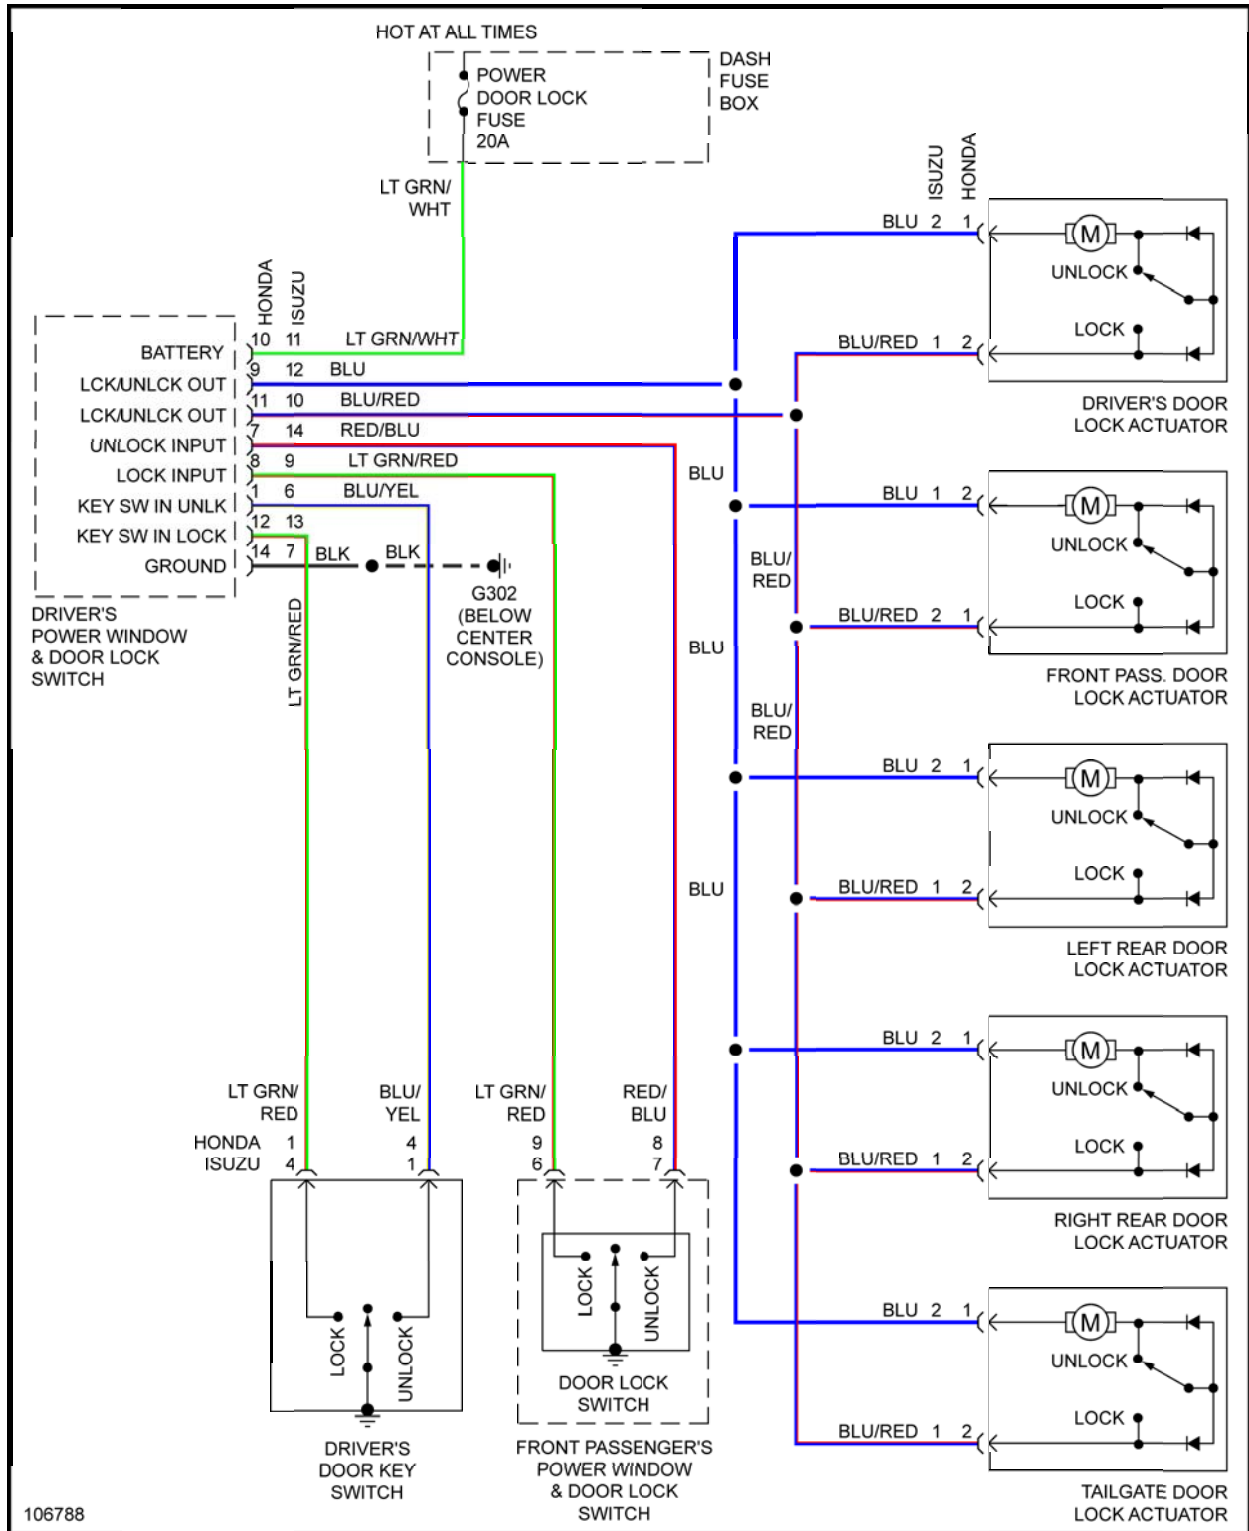 HOT AT ALL TIMES
POWER
DOOR LOCK
FUSE
20A
DASH
FUSE
BOX
LT GRN/
WHT
HONDA
ISUZU
BATTERY
10 11 LT GRN/WHT
LCK/UNLCK OUT
9 12 BLU
LCK/UNLCK OUT
11 10 BLU/RED
UNLOCK INPUT
7 14 RED/BLU
LOCK INPUT
8 9 LT GRN/RED
KEY SW IN UNLK
1 6 BLU/YEL
KEY SW IN LOCK
12 13
GROUND
14 7 BLK BLK
DRIVER'S
POWER WINDOW
& DOOR LOCK
SWITCH
LT GRN/RED
G302
(BELOW
CENTER
CONSOLE)
BLU
BLU/
RED
BLU
BLU/
RED
BLU
ISUZU
HONDA
BLU 2 1
M
UNLOCK
LOCK
BLU/RED 1 2
DRIVER'S DOOR
LOCK ACTUATOR
BLU 1 2
M
UNLOCK
LOCK
BLU/RED 2 1
FRONT PASS. DOOR
LOCK ACTUATOR
BLU 2 1
M
UNLOCK
LOCK
BLU/RED 1 2
LEFT REAR DOOR
LOCK ACTUATOR
BLU 2 1
M
UNLOCK
LOCK
BLU/RED 1 2
RIGHT REAR DOOR
LOCK ACTUATOR
BLU 2 1
M
UNLOCK
LOCK
BLU/RED 1 2
TAILGATE DOOR
LOCK ACTUATOR
LT GRN/
RED
BLU/
YEL
LT GRN/
RED
RED/
BLU
HONDA 1 4 9 8
ISUZU 4 1 6 7
LOCK
UNLOCK
DRIVER'S
DOOR KEY
SWITCH
LOCK
UNLOCK
DOOR LOCK
SWITCH
FRONT PASSENGER'S
POWER WINDOW
& DOOR LOCK
SWITCH
106788